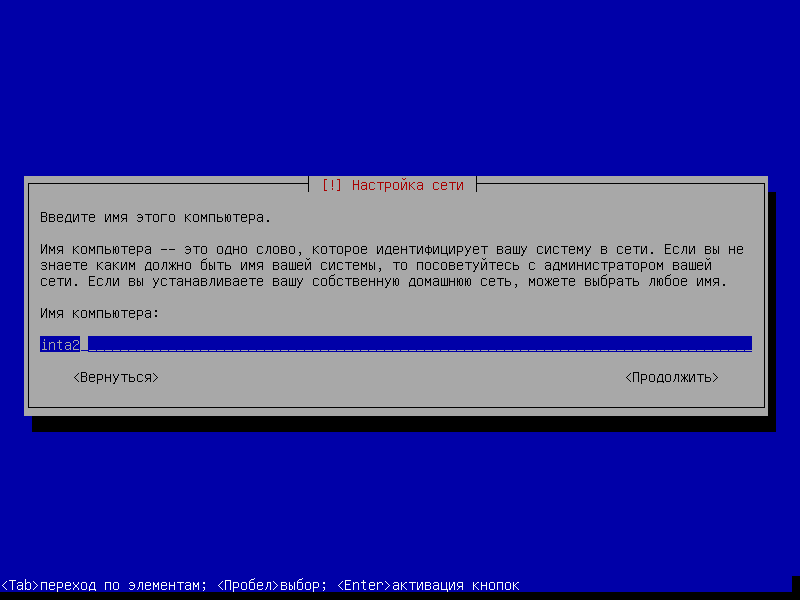 [!] Настройка сети
Введите имя этого компьютера.
Имя компьютера -- это одно слово, которое идентифицирует вашу систему в сети. Если вы не
знаете каким должно быть имя вашей системы, то посоветуйтесь с администратором вашей
сети. Если вы устанавливаете вашу собственную домашнюю сеть, можете выбрать любое имя.
Имя компьютера:
inta2
<Вернуться> <Продолжить>
<Tab>переход по элементам; <Пробел>выбор; <Enter>активация кнопок